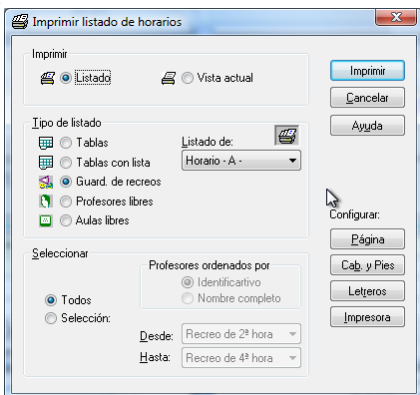 Imprimir listado de horarios
Imprimir
Listado
Vista actual
Imprimir
Cancelar
Ayuda
Tipo de listado
Tablas
Tablas con lista
Guard. de recreos
Profesores libres
Aulas libres
Listado de:
Horario - A -
Configurar:
Página
Cab. y Pies
Letreros
Impresora
Seleccionar
Profesores ordenados por
Identificartivo
Nombre completo
Todos
Selección:
Desde: Recreo de 2ª hora
Hasta: Recreo de 4ª hora